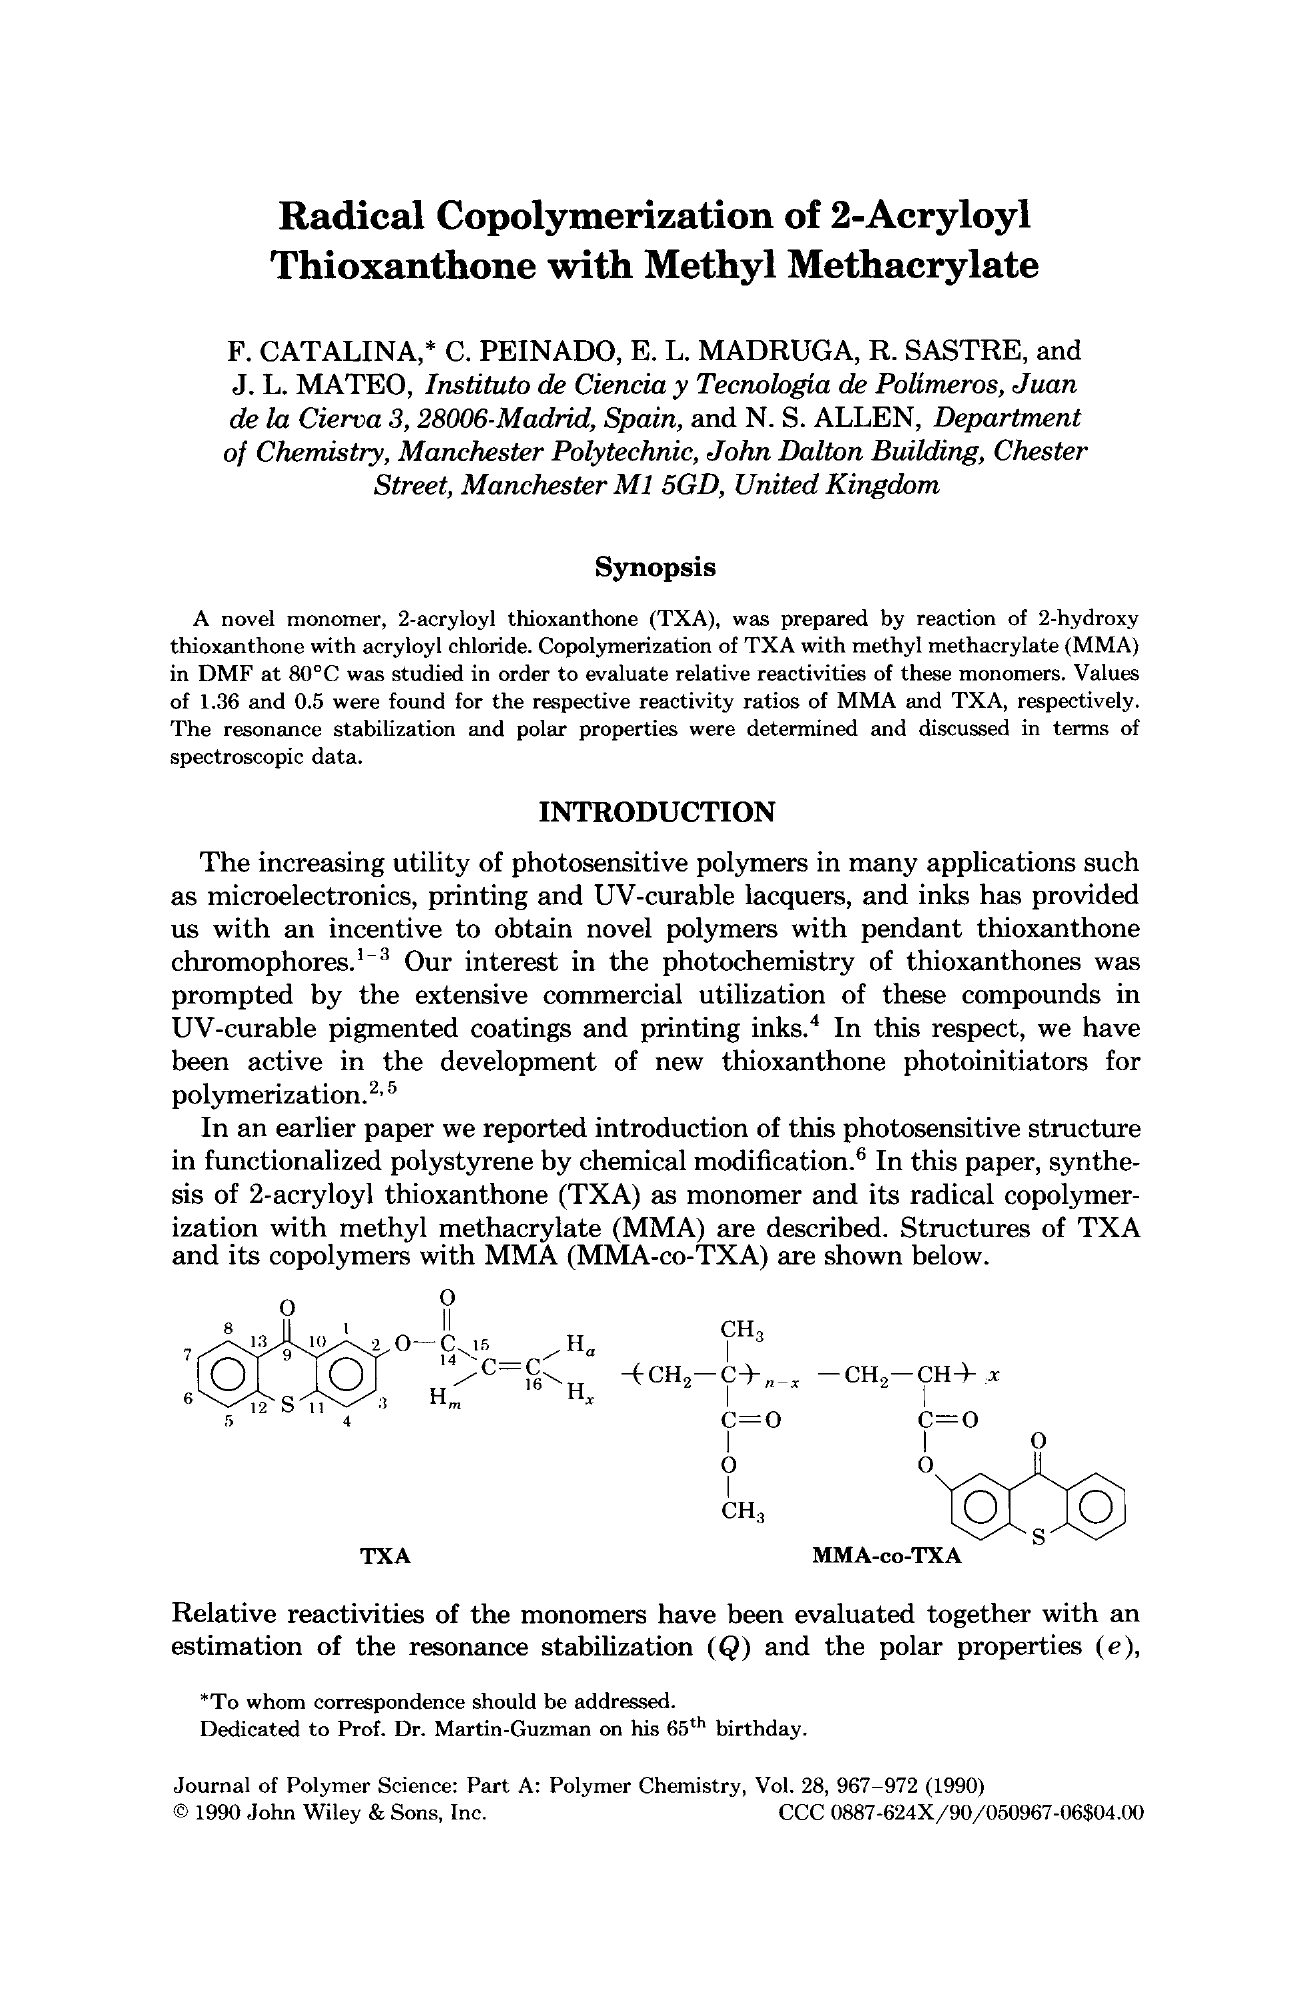 Radical Copolymerization of 2-Acryloyl
Thioxanthone with Methyl Methacrylate
F. CATALINA,* C. PEINADO, E. L. MADRUGA, R. SASTRE, and
J. L. MATEO, Instituto de Ciencia y Tecnología de Polímeros, Juan
de la Cierva 3, 28006-Madrid, Spain, and N. S. ALLEN, Department
of Chemistry, Manchester Polytechnic, John Dalton Building, Chester
Street, Manchester M1 5GD, United Kingdom
Synopsis
A novel monomer, 2-acryloyl thioxanthone (TXA), was prepared by reaction of 2-hydroxy
thioxanthone with acryloyl chloride. Copolymerization of TXA with methyl methacrylate (MMA)
in DMF at 80°C was studied in order to evaluate relative reactivities of these monomers. Values
of 1.36 and 0.5 were found for the respective reactivity ratios of MMA and TXA, respectively.
The resonance stabilization and polar properties were determined and discussed in terms of
spectroscopic data.
INTRODUCTION
The increasing utility of photosensitive polymers in many applications such
as microelectronics, printing and UV-curable lacquers, and inks has provided
us with an incentive to obtain novel polymers with pendant thioxanthone
chromophores.¹⁻³ Our interest in the photochemistry of thioxanthones was
prompted by the extensive commercial utilization of these compounds in
UV-curable pigmented coatings and printing inks.⁴ In this respect, we have
been active in the development of new thioxanthone photoinitiators for
polymerization.²,⁵
In an earlier paper we reported introduction of this photosensitive structure
in functionalized polystyrene by chemical modification.⁶ In this paper, synthe-
sis of 2-acryloyl thioxanthone (TXA) as monomer and its radical copolymer-
ization with methyl methacrylate (MMA) are described. Structures of TXA
and its copolymers with MMA (MMA-co-TXA) are shown below.
O O
8 13 9 10 1 2 O—C 15 Hₐ CH₃
7 14 C=C 16 Hₓ —(CH₂—C)— n-x —CH₂—CH)— x
6 12 S 11 3 Hₘ
5 4 C=O C=O
O O O
CH₃ S
TXA MMA-co-TXA
Relative reactivities of the monomers have been evaluated together with an
estimation of the resonance stabilization (Q) and the polar properties (e),
*To whom correspondence should be addressed.
Dedicated to Prof. Dr. Martin-Guzman on his 65th birthday.
Journal of Polymer Science: Part A: Polymer Chemistry, Vol. 28, 967–972 (1990)
© 1990 John Wiley & Sons, Inc. CCC 0887-624X/90/050967-06$04.00